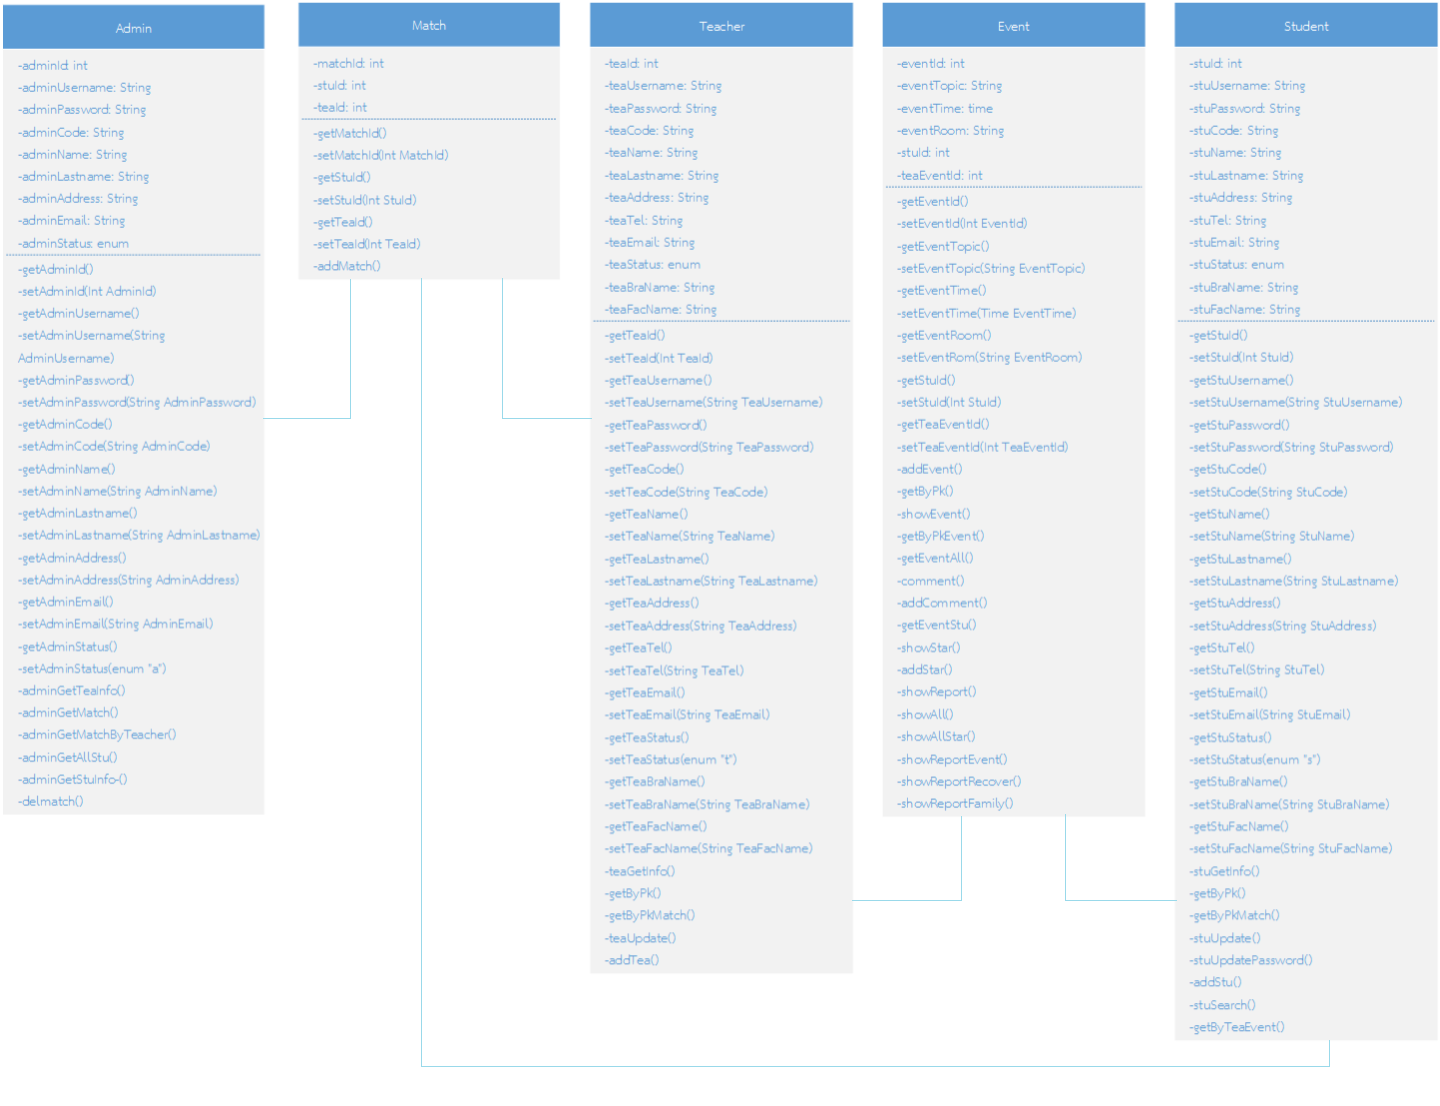 Admin
-adminId: int
-adminUsername: String
-adminPassword: String
-adminCode: String
-adminName: String
-adminLastname: String
-adminAddress: String
-adminEmail: String
-adminStatus: enum
-getAdminId()
-setAdminId(Int AdminId)
-getAdminUsername()
-setAdminUsername(String
AdminUsername)
-getAdminPassword()
-setAdminPassword(String AdminPassword)
-getAdminCode()
-setAdminCode(String AdminCode)
-getAdminName()
-setAdminName(String AdminName)
-getAdminLastname()
-setAdminLastname(String AdminLastname)
-getAdminAddress()
-setAdminAddress(String AdminAddress)
-getAdminEmail()
-setAdminEmail(String AdminEmail)
-getAdminStatus()
-setAdminStatus(enum "a")
-adminGetTeaInfo()
-adminGetMatch()
-adminGetMatchByTeacher()
-adminGetAllStu()
-adminGetStuInfo-()
-delmatch()
Match
-matchId: int
-stuId: int
-teaId: int
-getMatchId()
-setMatchId(Int MatchId)
-getStuId()
-setStuId(Int StuId)
-getTeaId()
-setTeaId(Int TeaId)
-addMatch()
Teacher
-teaId: int
-teaUsername: String
-teaPassword: String
-teaCode: String
-teaName: String
-teaLastname: String
-teaAddress: String
-teaTel: String
-teaEmail: String
-teaStatus: enum
-teaBraName: String
-teaFacName: String
-getTeaId()
-setTeaId(Int TeaId)
-getTeaUsername()
-setTeaUsername(String TeaUsername)
-getTeaPassword()
-setTeaPassword(String TeaPassword)
-getTeaCode()
-setTeaCode(String TeaCode)
-getTeaName()
-setTeaName(String TeaName)
-getTeaLastname()
-setTeaLastname(String TeaLastname)
-getTeaAddress()
-setTeaAddress(String TeaAddress)
-getTeaTel()
-setTeaTel(String TeaTel)
-getTeaEmail()
-setTeaEmail(String TeaEmail)
-getTeaStatus()
-setTeaStatus(enum "t")
-getTeaBraName()
-setTeaBraName(String TeaBraName)
-getTeaFacName()
-setTeaFacName(String TeaFacName)
-teaGetInfo()
-getByPk()
-getByPkMatch()
-teaUpdate()
-addTea()
Event
-eventId: int
-eventTopic: String
-eventTime: time
-eventRoom: String
-stuId: int
-teaEventId: int
-getEventId()
-setEventId(Int EventId)
-getEventTopic()
-setEventTopic(String EventTopic)
-getEventTime()
-setEventTime(Time EventTime)
-getEventRoom()
-setEventRom(String EventRoom)
-getStuId()
-setStuId(Int StuId)
-getTeaEventId()
-setTeaEventId(Int TeaEventId)
-addEvent()
-getByPk()
-showEvent()
-getByPkEvent()
-getEventAll()
-comment()
-addComment()
-getEventStu()
-showStar()
-addStar()
-showReport()
-showAll()
-showAllStar()
-showReportEvent()
-showReportRecover()
-showReportFamily()
Student
-stuId: int
-stuUsername: String
-stuPassword: String
-stuCode: String
-stuName: String
-stuLastname: String
-stuAddress: String
-stuTel: String
-stuEmail: String
-stuStatus: enum
-stuBraName: String
-stuFacName: String
-getStuId()
-setStuId(Int StuId)
-getStuUsername()
-setStuUsername(String StuUsername)
-getStuPassword()
-setStuPassword(String StuPassword)
-getStuCode()
-setStuCode(String StuCode)
-getStuName()
-setStuName(String StuName)
-getStuLastname()
-setStuLastname(String StuLastname)
-getStuAddress()
-setStuAddress(String StuAddress)
-getStuTel()
-setStuTel(String StuTel)
-getStuEmail()
-setStuEmail(String StuEmail)
-getStuStatus()
-setStuStatus(enum "s")
-getStuBraName()
-setStuBraName(String StuBraName)
-getStuFacName()
-setStuFacName(String StuFacName)
-stuGetInfo()
-getByPk()
-getByPkMatch()
-stuUpdate()
-stuUpdatePassword()
-addStu()
-stuSearch()
-getByTeaEvent()